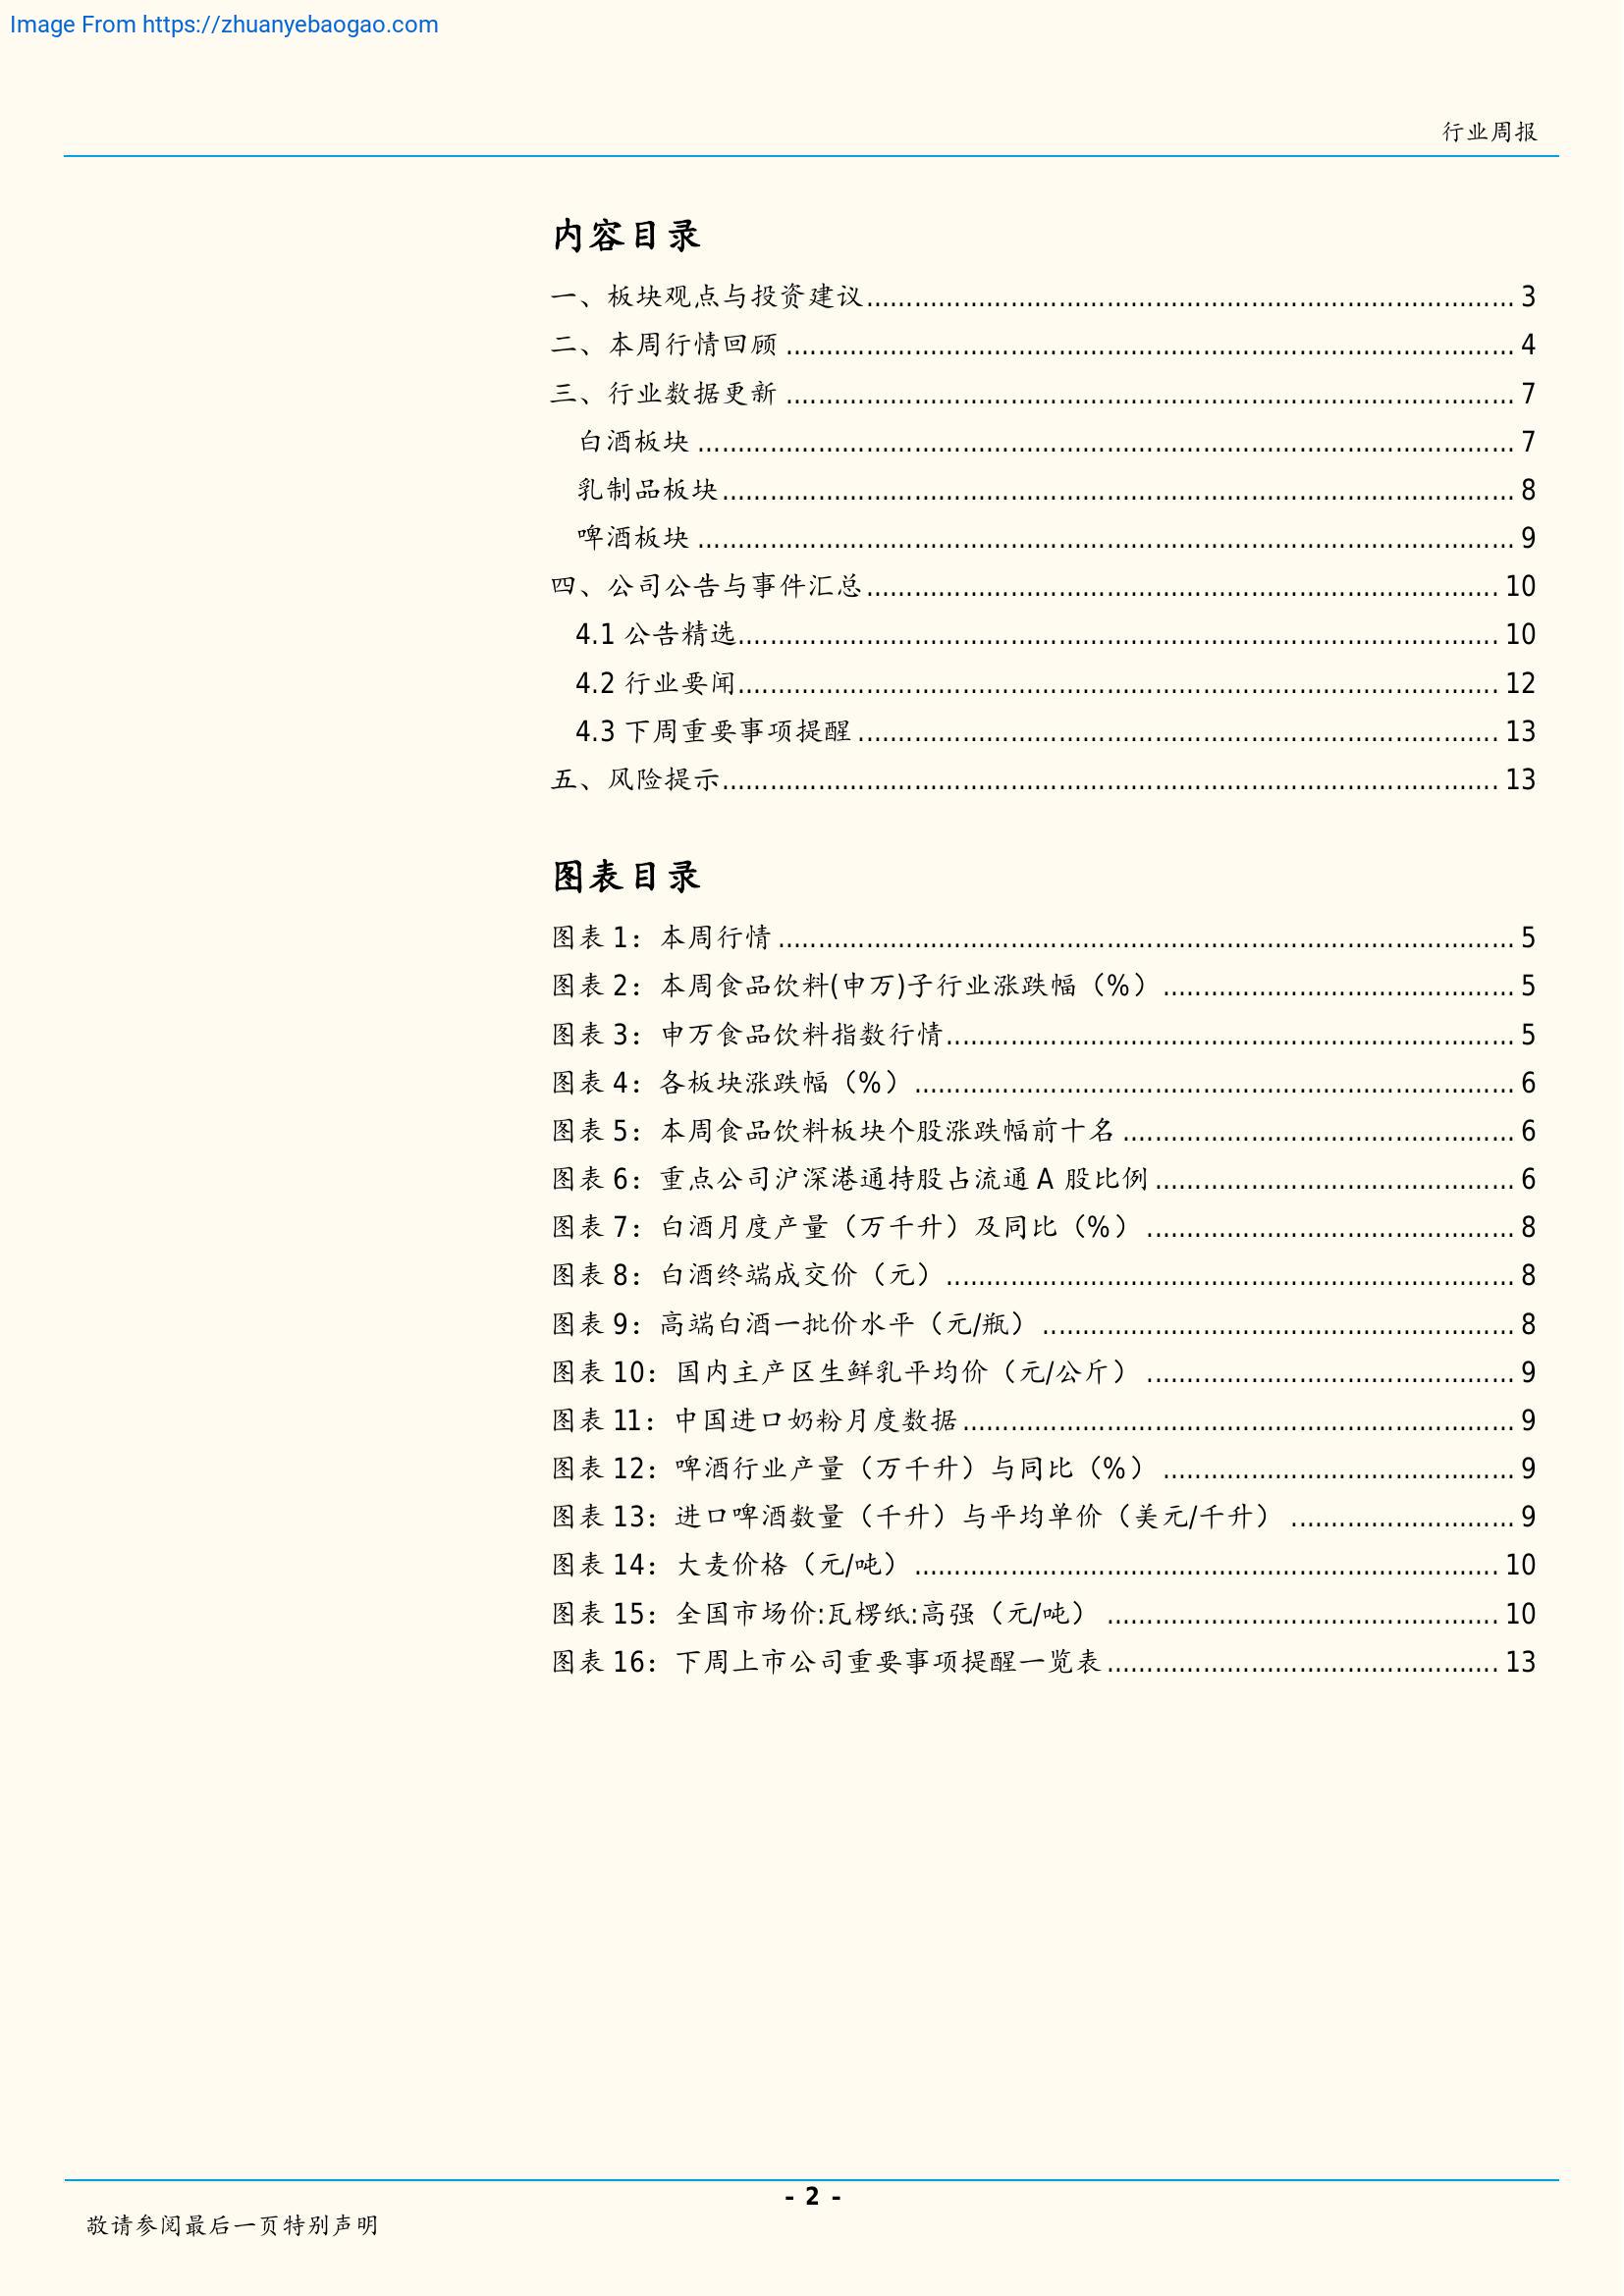 Image From https://zhuanyebaogao.com
行业周报
内容目录
一、板块观点与投资建议........................................ 3
二、本周行情回顾........................................ 4
三、行业数据更新........................................ 7
白酒板块........................................ 7
乳制品板块........................................ 8
啤酒板块........................................ 9
四、公司公告与事件汇总........................................ 10
4.1 公告精选........................................ 10
4.2 行业要闻........................................ 12
4.3 下周重要事项提醒........................................ 13
五、风险提示........................................ 13
图表目录
图表 1：本周行情........................................ 5
图表 2：本周食品饮料(申万)子行业涨跌幅（%）........................................ 5
图表 3：申万食品饮料指数行情........................................ 5
图表 4：各板块涨跌幅（%）........................................ 6
图表 5：本周食品饮料板块个股涨跌幅前十名........................................ 6
图表 6：重点公司沪深港通持股占流通 A 股比例........................................ 6
图表 7：白酒月度产量（万千升）及同比（%）........................................ 8
图表 8：白酒终端成交价（元）........................................ 8
图表 9：高端白酒一批价水平（元/瓶）........................................ 8
图表 10：国内主产区生鲜乳平均价（元/公斤）........................................ 9
图表 11：中国进口奶粉月度数据........................................ 9
图表 12：啤酒行业产量（万千升）与同比（%）........................................ 9
图表 13：进口啤酒数量（千升）与平均单价（美元/千升）........................................ 9
图表 14：大麦价格（元/吨）........................................ 10
图表 15：全国市场价:瓦楞纸:高强（元/吨）........................................ 10
图表 16：下周上市公司重要事项提醒一览表........................................ 13
- 2 -
敬请参阅最后一页特别声明